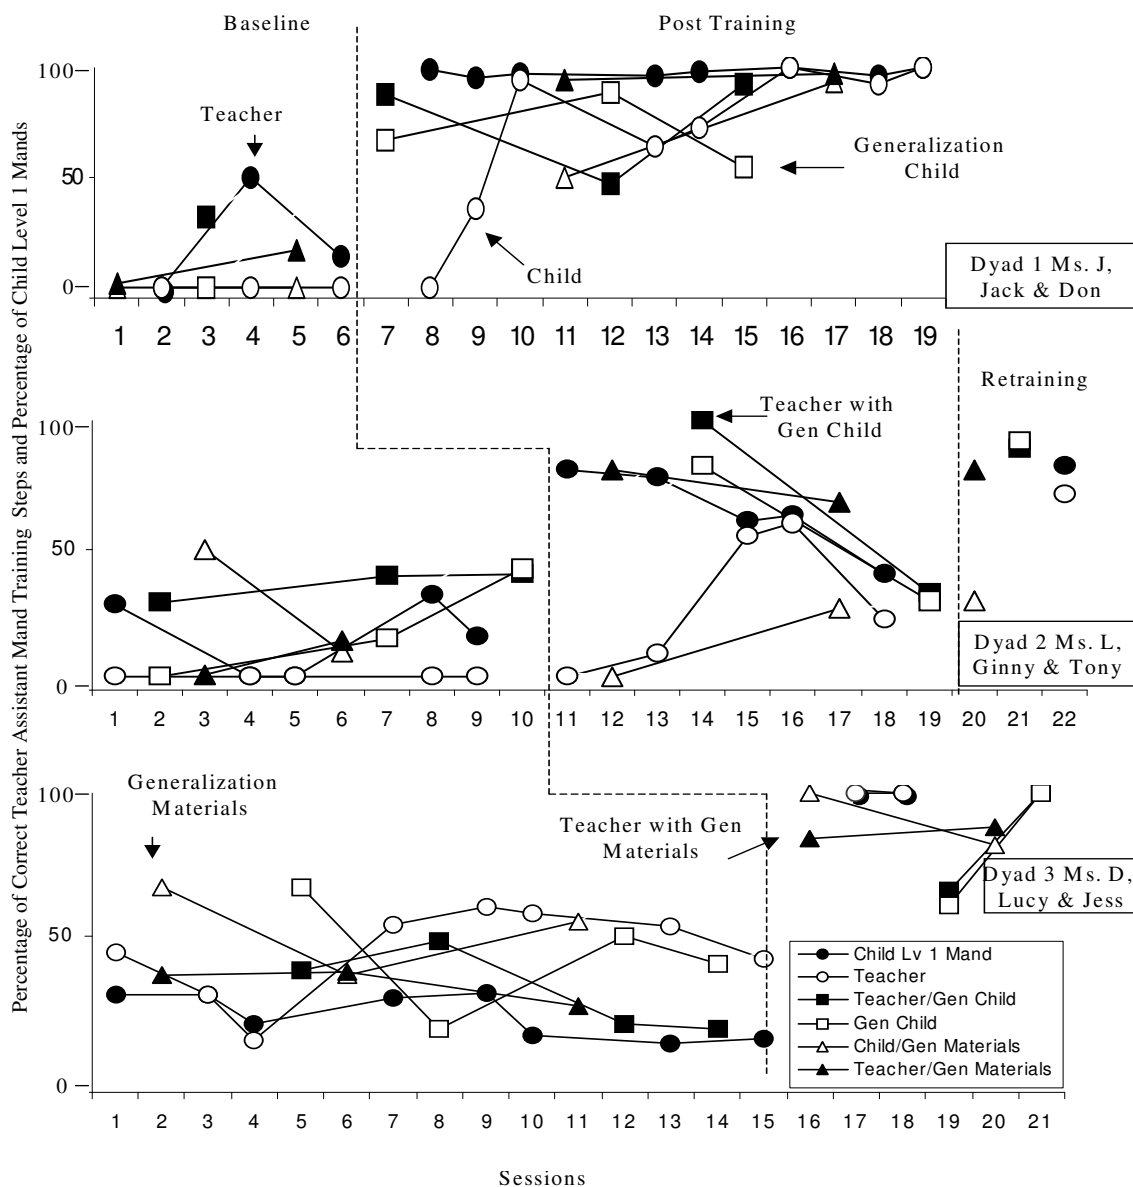 Baseline
Post Training
Percentage of Correct Teacher Assistant Mand Training Steps and Percentage of Child Level 1 Mands
100
Teacher
50
Generalization
Child
Child
0
Dyad 1 Ms. J,
Jack & Don
1 2 3 4 5 6 7 8 9 10 11 12 13 14 15 16 17 18 19
Retraining
Teacher with
Gen Child
100
50
0
Dyad 2 Ms. L,
Ginny & Tony
1 2 3 4 5 6 7 8 9 10 11 12 13 14 15 16 17 18 19 20 21 22
Generalization
Materials
100
Teacher with Gen
Materials
Dyad 3 Ms. D,
Lucy & Jess
50
Child Lv 1 Mand
Teacher
Teacher/Gen Child
Gen Child
Child/Gen Materials
Teacher/Gen Materials
0
1 2 3 4 5 6 7 8 9 10 11 12 13 14 15 16 17 18 19 20 21
Sessions